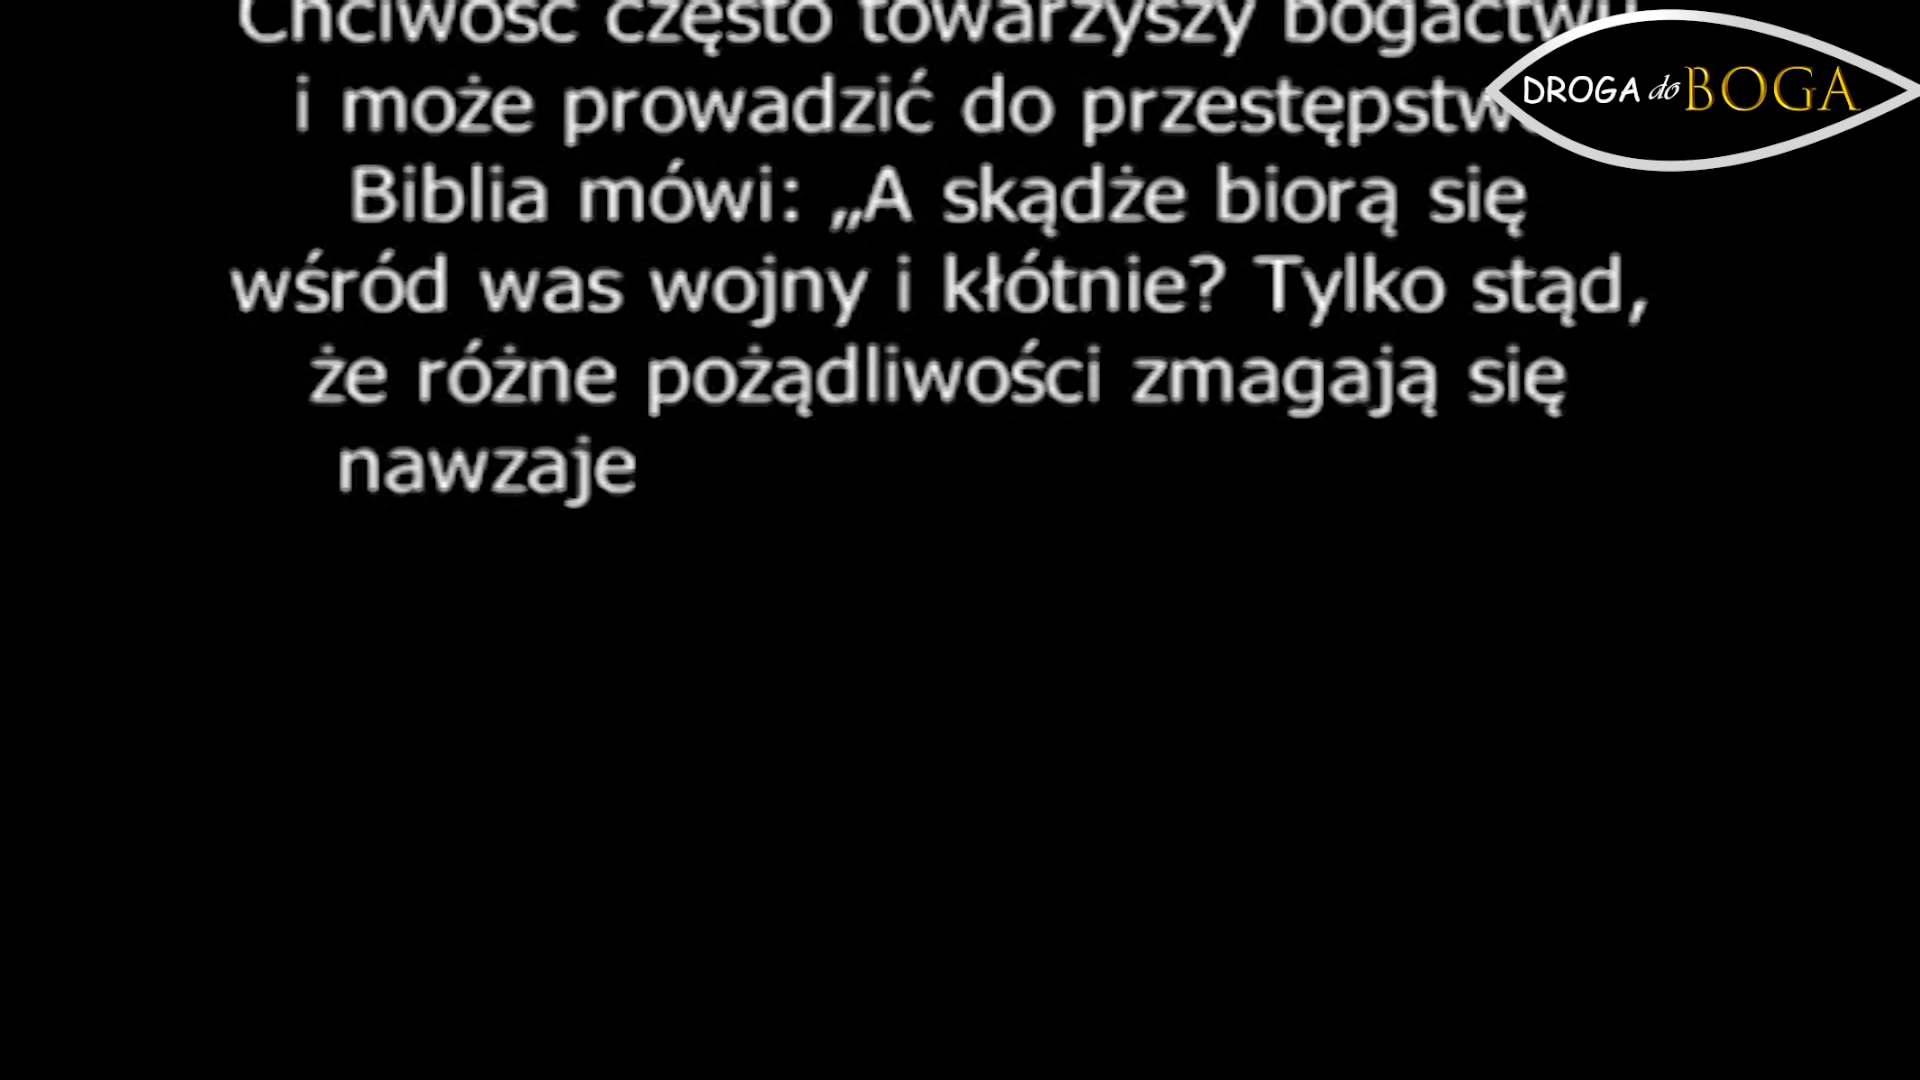 Chciwość często towarzyszy bogactwu
i może prowadzić do przestępstw
Biblia mówi: „A skądże biorą się
wśród was wojny i kłótnie? Tylko stąd,
że różne pożądliwości zmagają się
nawzaje
DROGA do BOGA